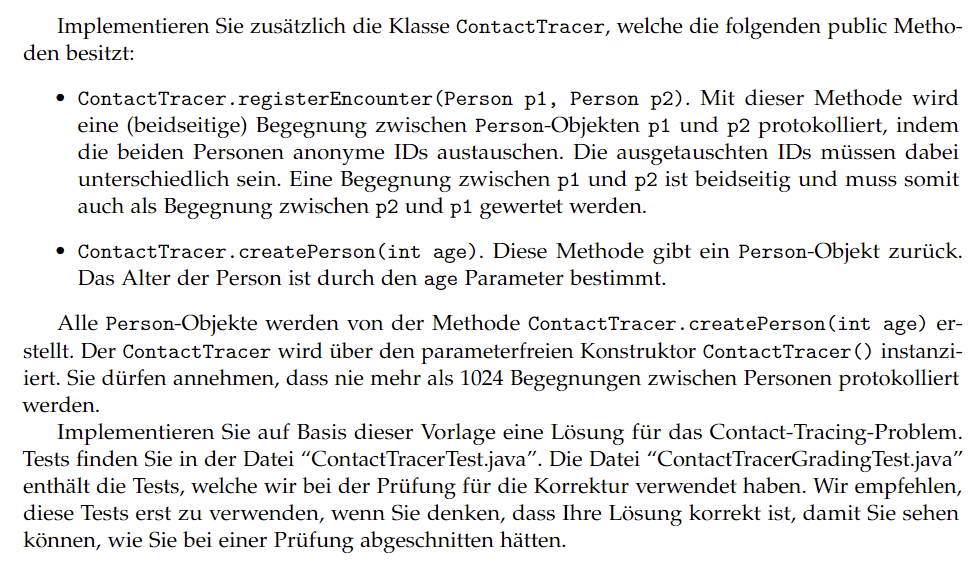 Implementieren Sie zusätzlich die Klasse ContactTracer, welche die folgenden public Metho-
den besitzt:
• ContactTracer.registerEncounter(Person p1, Person p2). Mit dieser Methode wird
eine (beidseitige) Begegnung zwischen Person-Objekten p1 und p2 protokolliert, indem
die beiden Personen anonyme IDs austauschen. Die ausgetauschten IDs müssen dabei
unterschiedlich sein. Eine Begegnung zwischen p1 und p2 ist beidseitig und muss somit
auch als Begegnung zwischen p2 und p1 gewertet werden.
• ContactTracer.createPerson(int age). Diese Methode gibt ein Person-Objekt zurück.
Das Alter der Person ist durch den age Parameter bestimmt.
Alle Person-Objekte werden von der Methode ContactTracer.createPerson(int age) er-
stellt. Der ContactTracer wird über den parameterfreien Konstruktor ContactTracer() instanzi-
iert. Sie dürfen annehmen, dass nie mehr als 1024 Begegnungen zwischen Personen protokolliert
werden.
Implementieren Sie auf Basis dieser Vorlage eine Lösung für das Contact-Tracing-Problem.
Tests finden Sie in der Datei “ContactTracerTest.java”. Die Datei “ContactTracerGradingTest.java”
enthält die Tests, welche wir bei der Prüfung für die Korrektur verwendet haben. Wir empfehlen,
diese Tests erst zu verwenden, wenn Sie denken, dass Ihre Lösung korrekt ist, damit Sie sehen
können, wie Sie bei einer Prüfung abgeschnitten hätten.